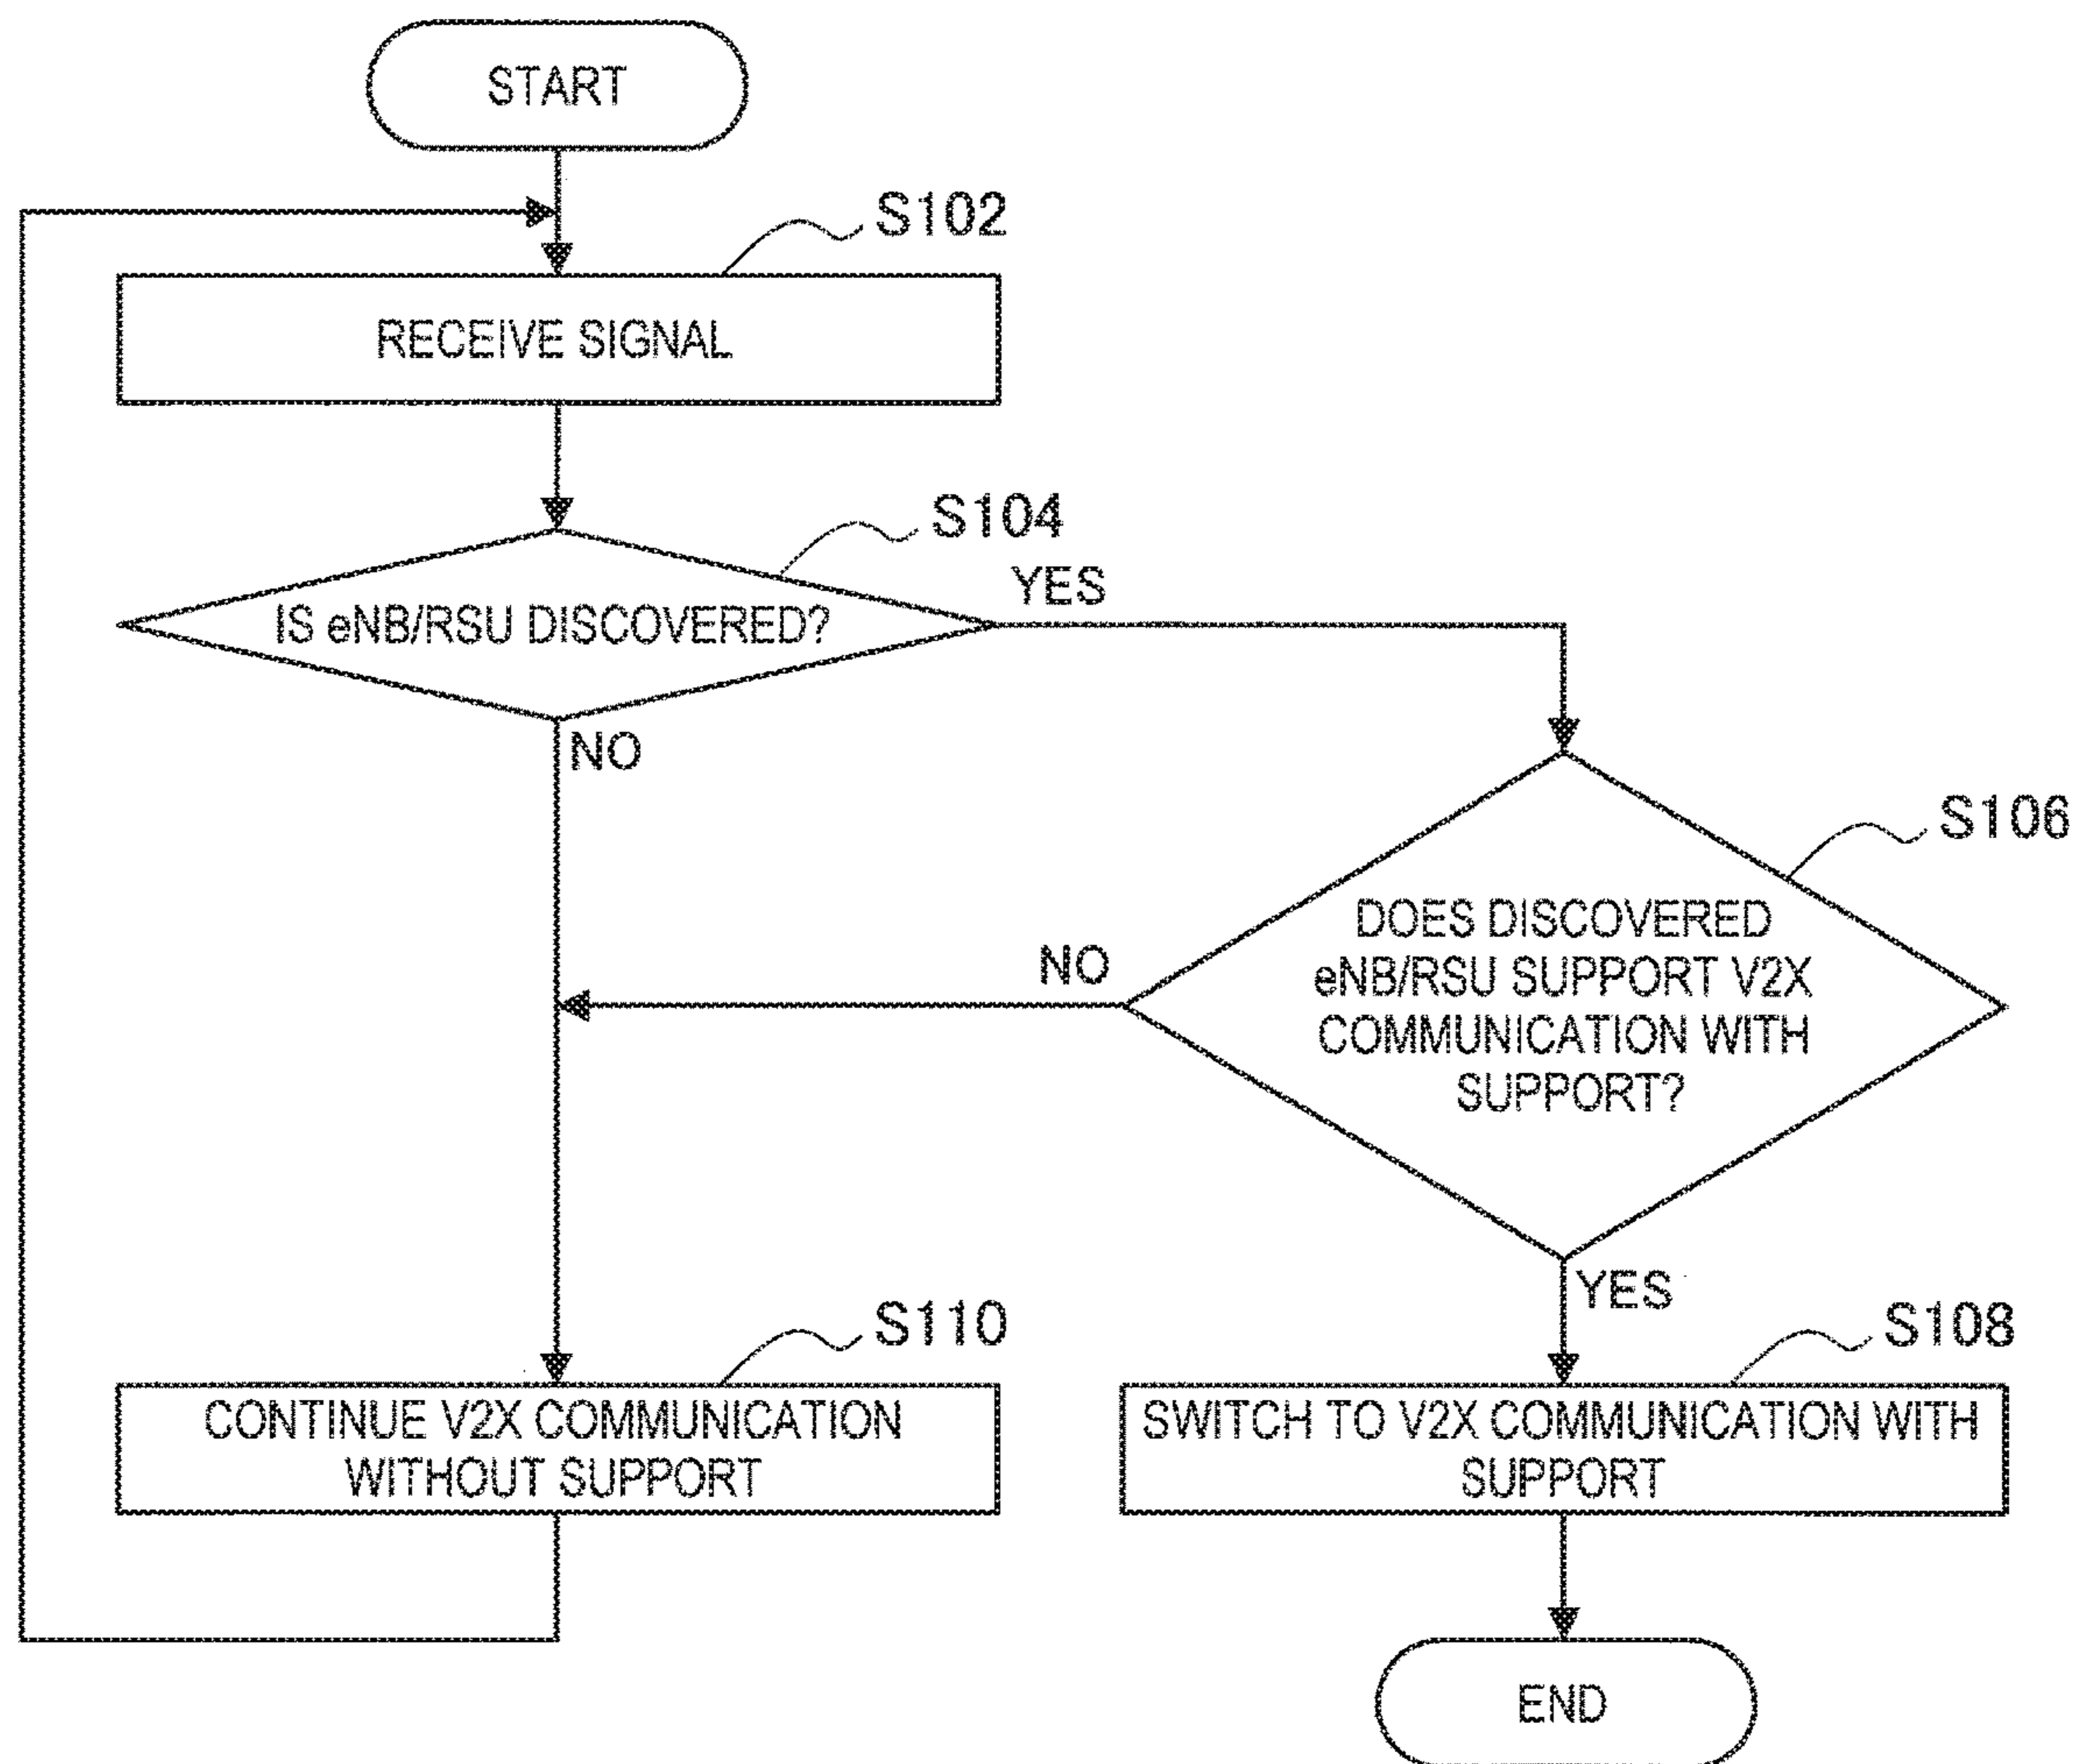 START
S102
RECEIVE SIGNAL
S104
IS eNB/RSU DISCOVERED?
YES
NO
S106
DOES DISCOVERED
eNB/RSU SUPPORT V2X
COMMUNICATION WITH
SUPPORT?
NO
YES
S110
CONTINUE V2X COMMUNICATION
WITHOUT SUPPORT
S108
SWITCH TO V2X COMMUNICATION WITH
SUPPORT
END